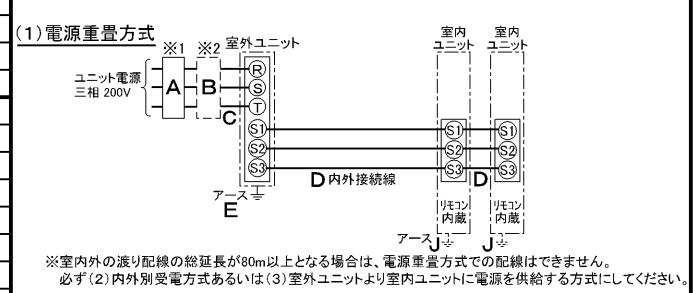 (1)電源重畳方式
※1 ※2 室外ユニット 室内ユニット 室内ユニット
ユニット電源
三相 200V
A B C
R
S
T
S1 S1 S1
S2 S2 S2
S3 S3 S3
D 内外接続線 D
アース
E
リモコン内蔵 リモコン内蔵
アース J J
※室内外の渡り配線の総延長が80m以上となる場合は、電源重畳方式での配線はできません。
必ず(2)内外別受電方式あるいは(3)室外ユニットより室内ユニットに電源を供給する方式にしてください。